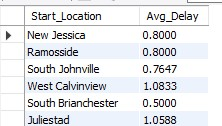 Start_Location Avg_Delay
New Jessica 0.8000
Ramosside 0.8000
South Johnville 0.7647
West Calvinview 1.0833
South Brianchester 0.5000
Juliestad 1.0588